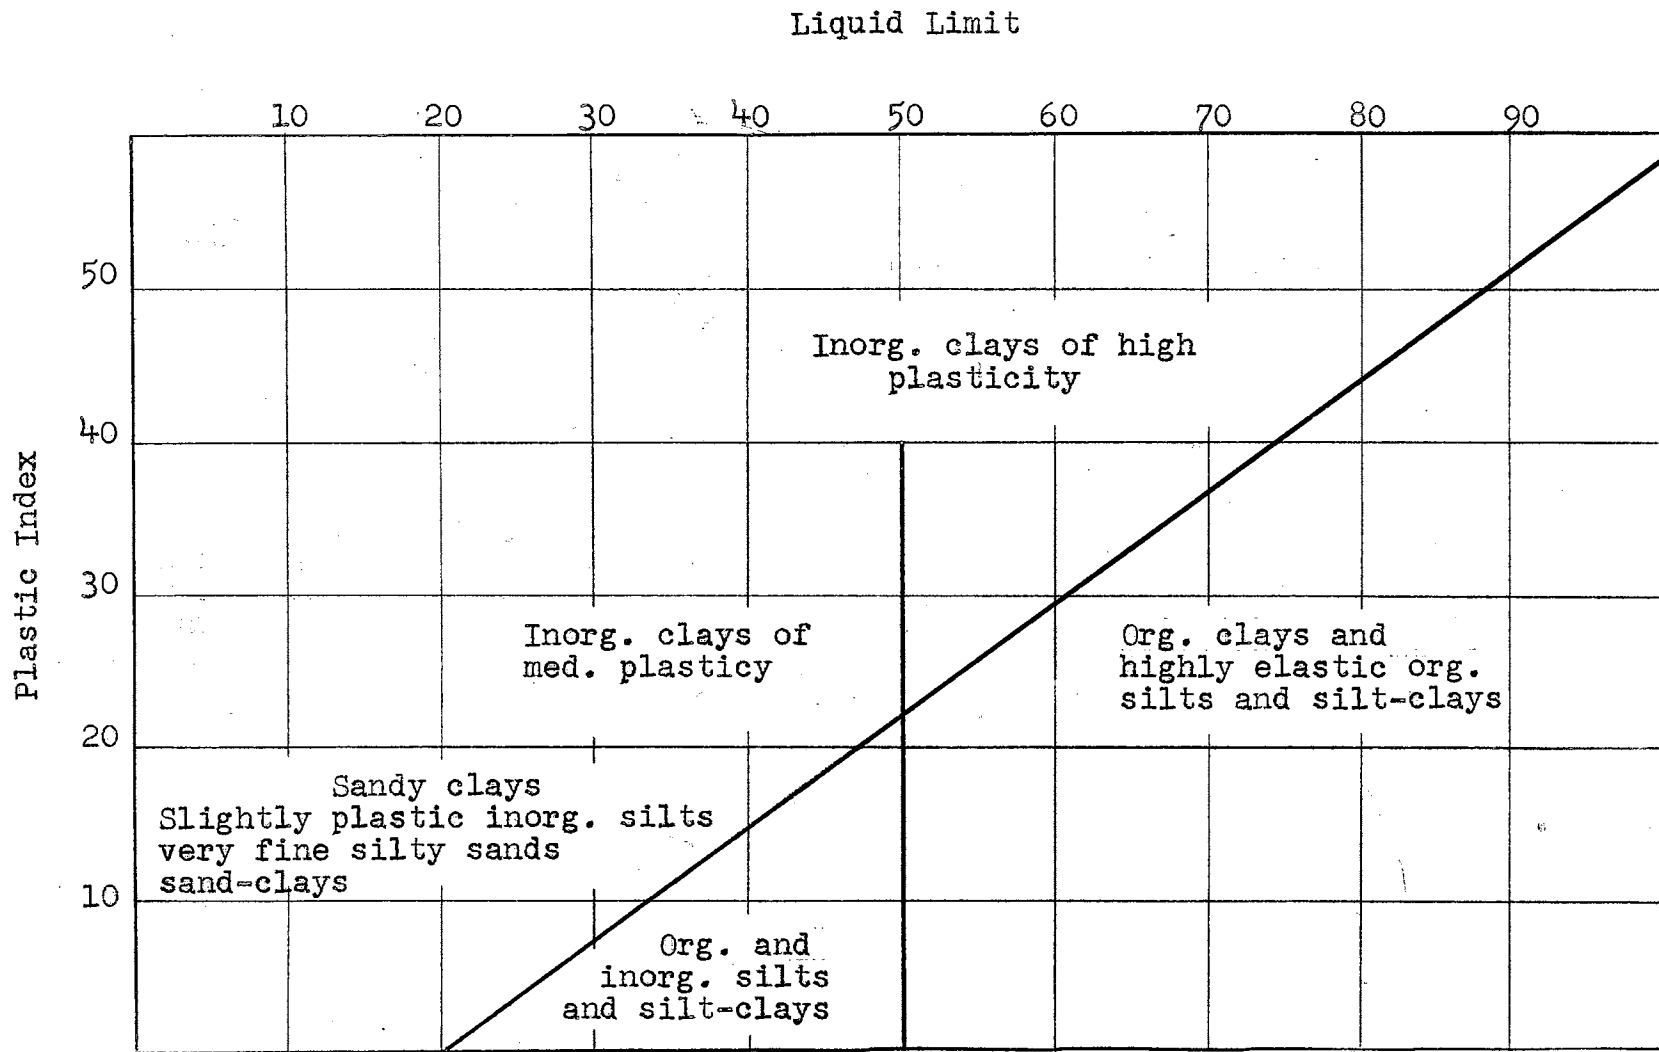 Liquid Limit
10 20 30 40 50 60 70 80 90
50
Inorg. clays of high
plasticity
40
Plastic Index
30
Inorg. clays of
med. plasticy
Org. clays and
highly elastic org.
silts and silt-clays
20
Sandy clays
Slightly plastic inorg. silts
very fine silty sands
sand-clays
10
Org. and
inorg. silts
and silt-clays